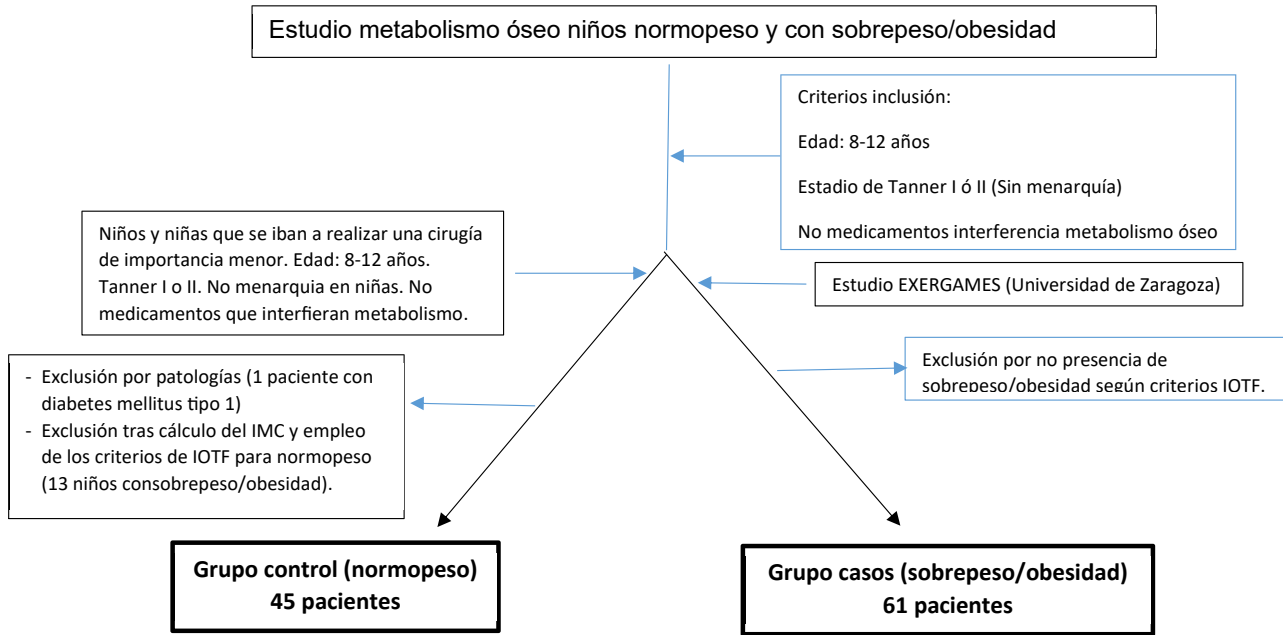 Estudio metabolismo óseo niños normopeso y con sobrepeso/obesidad
Criterios inclusión:
Edad: 8-12 años
Estadio de Tanner I ó II (Sin menarquía)
No medicamentos interferencia metabolismo óseo
Niños y niñas que se iban a realizar una cirugía
de importancia menor. Edad: 8-12 años.
Tanner I o II. No menarquia en niñas. No
medicamentos que interfieran metabolismo.
Estudio EXERGAMES (Universidad de Zaragoza)
- Exclusión por patologías (1 paciente con
diabetes mellitus tipo 1)
- Exclusión tras cálculo del IMC y empleo
de los criterios de IOTF para normopeso
(13 niños consobrepeso/obesidad).
Exclusión por no presencia de
sobrepeso/obesidad según criterios IOTF.
Grupo control (normopeso)
45 pacientes
Grupo casos (sobrepeso/obesidad)
61 pacientes